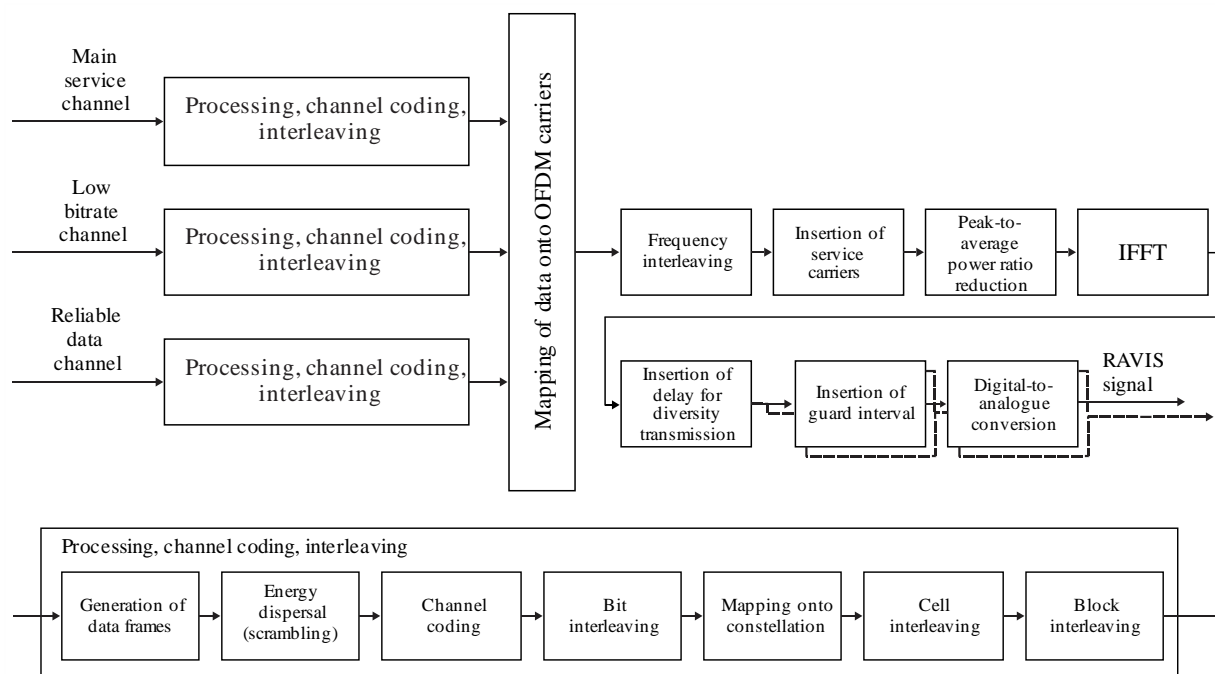 Main
service
channel
Processing, channel coding,
interleaving
Low
bitrate
channel
Processing, channel coding,
interleaving
Reliable
data
channel
Processing, channel coding,
interleaving
Mapping of data onto OFDM carriers
Frequency
interleaving
Insertion of
service
carriers
Peak-to-
average
power ratio
reduction
IFFT
Insertion of
delay for
diversity
transmission
Insertion of
guard interval
Digital-to-
analogue
conversion
RAVIS
signal
Processing, channel coding, interleaving
Generation of
data frames
Energy
dispersal
(scrambling)
Channel
coding
Bit
interleaving
Mapping onto
constellation
Cell
interleaving
Block
interleaving